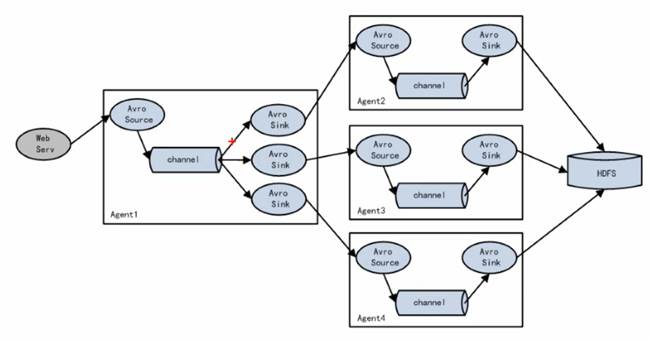 Web
Serv
Avro
Source
channel
Avro
Sink
Avro
Sink
Avro
Sink
Agent1
Avro
Source
channel
Avro
Sink
Agent2
Avro
Source
channel
Avro
Sink
Agent3
Avro
Source
channel
Avro
Sink
Agent4
HDFS